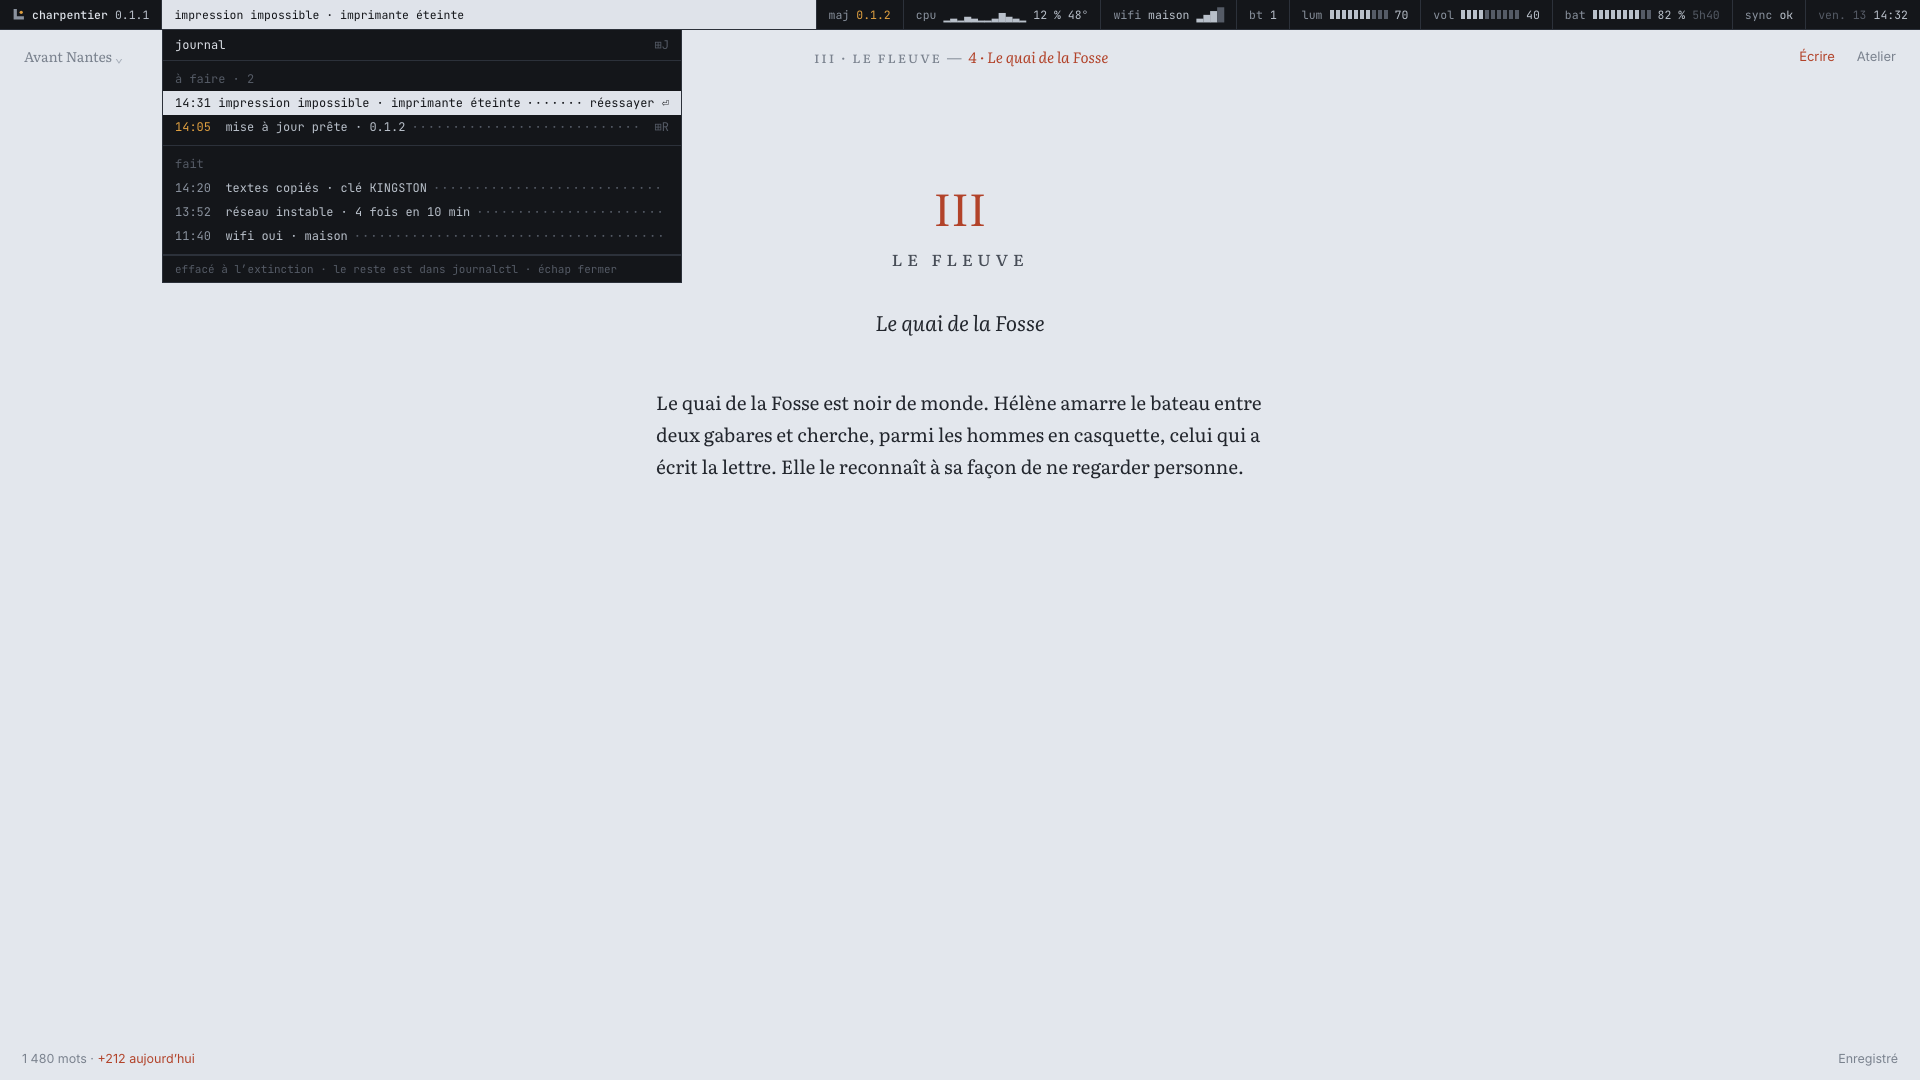 charpentier 0.1.1
impression impossible · imprimante éteinte
maj 0.1.2
cpu 12 % 48°
wifi maison
bt 1
lum 70
vol 40
bat 82 % 5h40
sync ok
ven. 13 14:32
Avant Nantes
III · LE FLEUVE — 4 · Le quai de la Fosse
Écrire Atelier
journal ⊞J
à faire · 2
14:31 impression impossible · imprimante éteinte ······· réessayer ⏎
14:05 mise à jour prête · 0.1.2 ···························· ⊞R
fait
14:20 textes copiés · clé KINGSTON ····························
13:52 réseau instable · 4 fois en 10 min ·······················
11:40 wifi oui · maison ······································
effacé à l’extinction · le reste est dans journalctl · échap fermer
III
LE FLEUVE
Le quai de la Fosse
Le quai de la Fosse est noir de monde. Hélène amarre le bateau entre
deux gabares et cherche, parmi les hommes en casquette, celui qui a
écrit la lettre. Elle le reconnaît à sa façon de ne regarder personne.
1 480 mots · +212 aujourd’hui
Enregistré